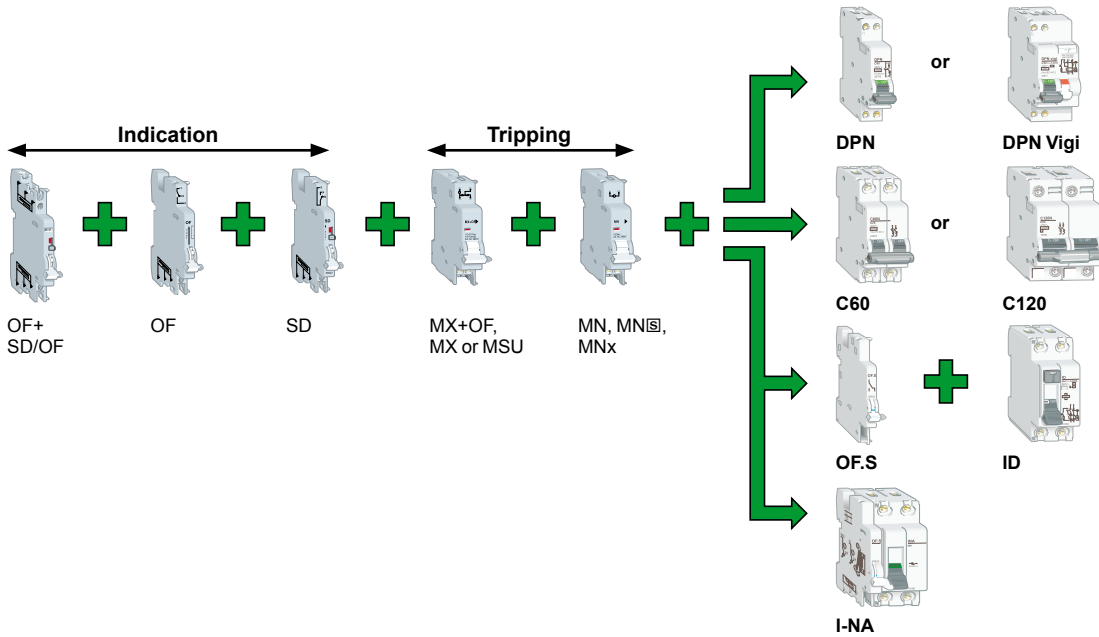 Indication
Tripping
DPN
or
DPN Vigi
C60
or
C120
OF+
SD/OF
OF
SD
MX+OF,
MX or MSU
MN, MN🅂,
MNx
OF.S
ID
I-NA